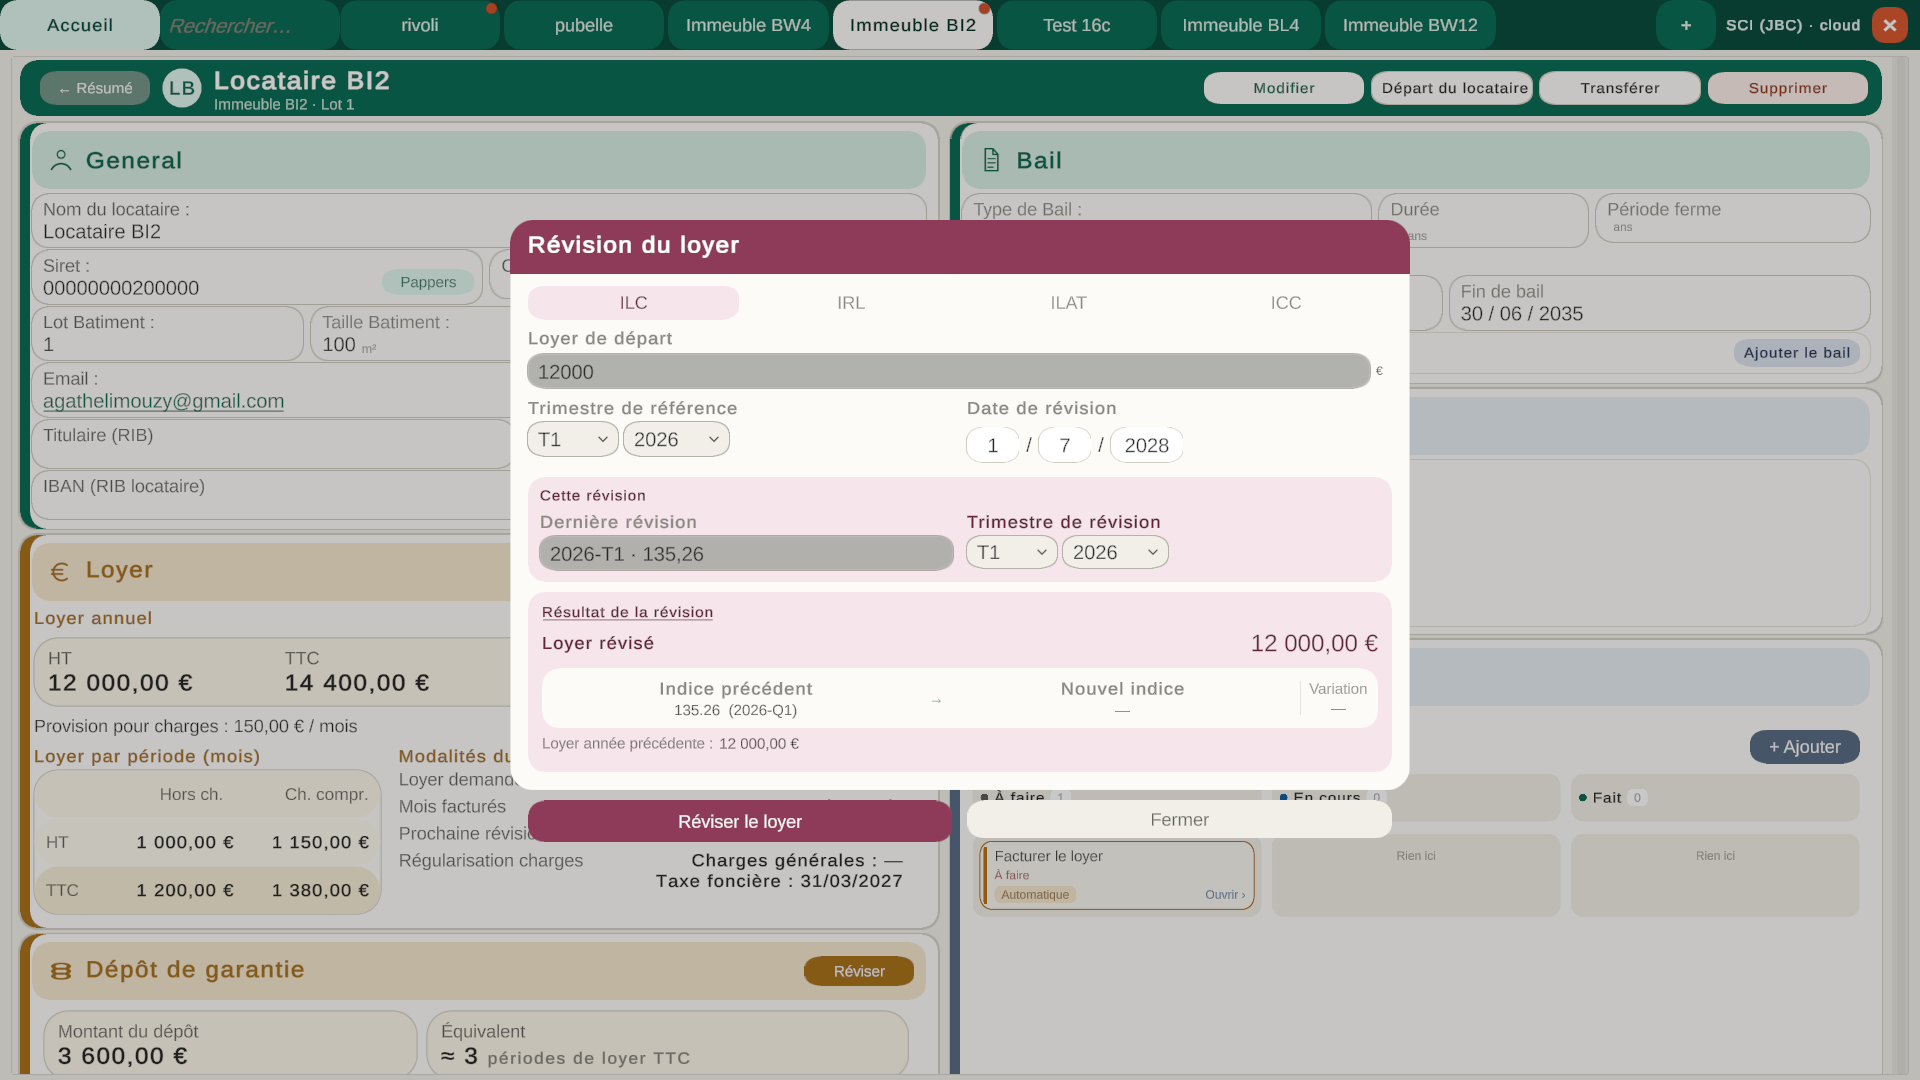 Accueil
Rechercher...
rivoli
pubelle
Immeuble BW4
Immeuble BI2
Test 16c
Immeuble BL4
Immeuble BW12
+
SCI (JBC) · cloud
×
← Résumé
LB
Locataire BI2
Immeuble BI2 · Lot 1
Modifier
Départ du locataire
Transférer
Supprimer
General
Nom du locataire :
Locataire BI2
Siret :
00000000200000
Pappers
Lot Batiment :
1
Taille Batiment :
100 m²
Email :
agathelimouzy@gmail.com
Titulaire (RIB)
IBAN (RIB locataire)
Bail
Type de Bail :
Durée
ans
Période ferme
ans
Fin de bail
30 / 06 / 2035
Ajouter le bail
Révision du loyer
ILC
IRL
ILAT
ICC
Loyer de départ
12000
€
Trimestre de référence
T1
2026
Date de révision
1 / 7 / 2028
Cette révision
Dernière révision
2026-T1 · 135,26
Trimestre de révision
T1
2026
Résultat de la révision
Loyer révisé
12 000,00 €
Indice précédent
135.26 (2026-Q1)
→
Nouvel indice
—
Variation
—
Loyer année précédente : 12 000,00 €
Réviser le loyer
Fermer
Loyer
Loyer annuel
HT
12 000,00 €
TTC
14 400,00 €
Provision pour charges : 150,00 € / mois
Loyer par période (mois)
Hors ch.
Ch. compr.
HT
1 000,00 €
1 150,00 €
TTC
1 200,00 €
1 380,00 €
Modalités du
Loyer demand
Mois facturés
Prochaine révisio
Régularisation charges
Charges générales : —
Taxe foncière : 31/03/2027
Dépôt de garantie
Réviser
Montant du dépôt
3 600,00 €
Équivalent
≈ 3 périodes de loyer TTC
+ Ajouter
À faire 1
En cours 0
Fait 0
Facturer le loyer
À faire
Automatique
Ouvrir ›
Rien ici
Rien ici